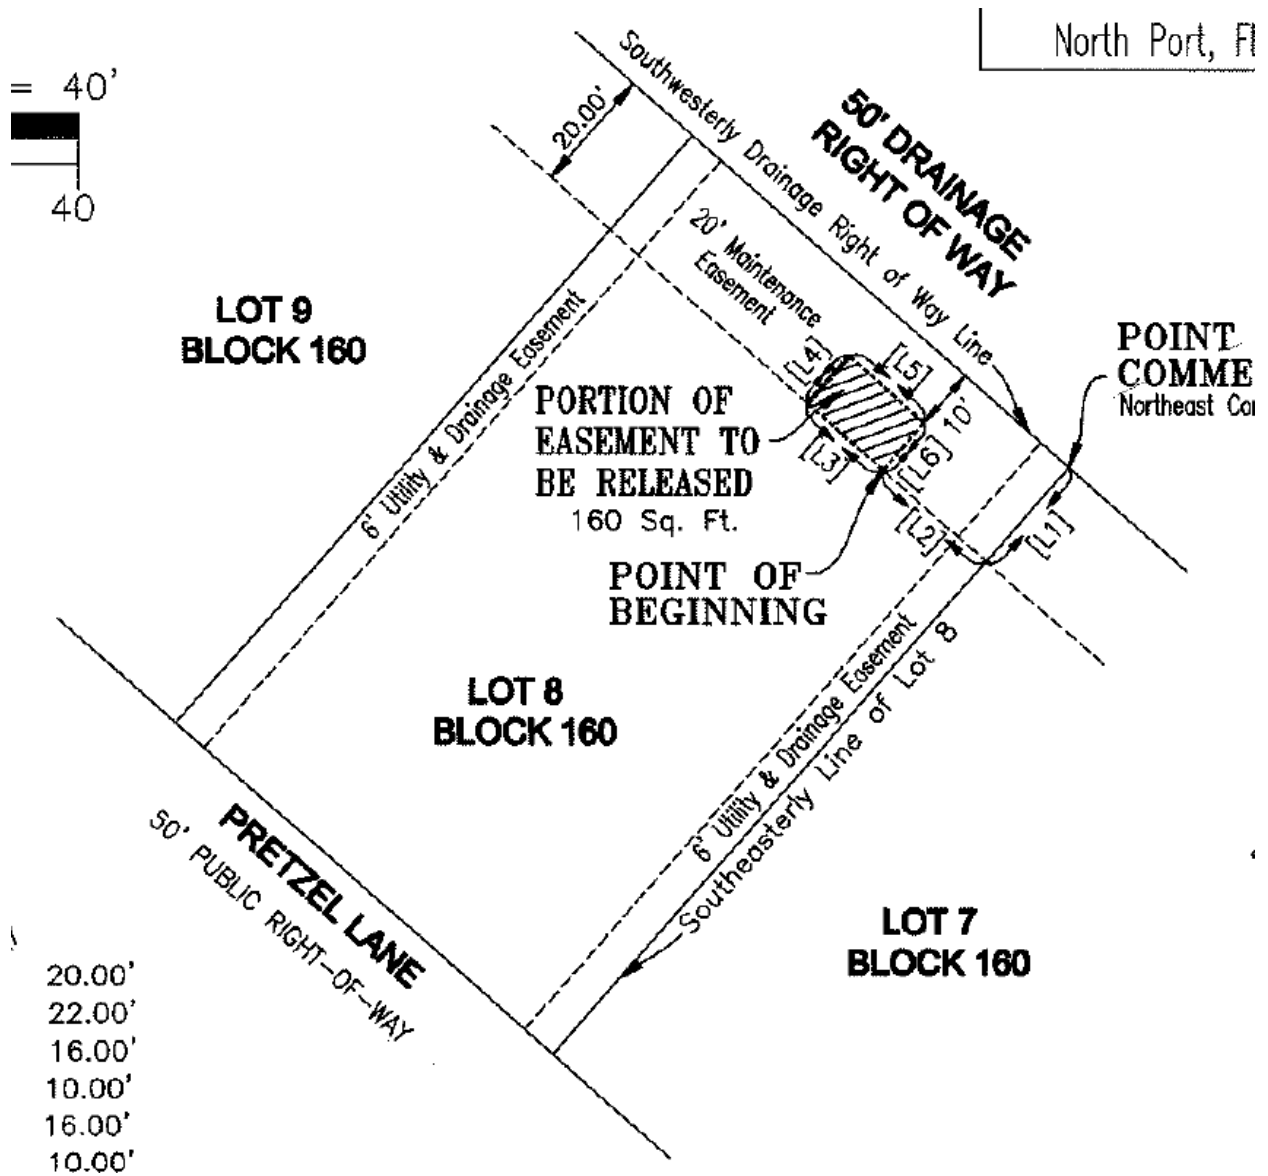 North Port, Fl
= 40'
40
Southwesterly Drainage Right of Way Line
20.00'
50' DRAINAGE
RIGHT OF WAY
20' Maintenance
Easement
LOT 9
BLOCK 160
6' Utility & Drainage Easement
POINT
COMME
Northeast Cor
[L4]
[L5]
10'
PORTION OF
EASEMENT TO
BE RELEASED
160 Sq. Ft.
[L3]
[L6]
[L2]
[L1]
POINT OF
BEGINNING
LOT 8
BLOCK 160
6' Utility & Drainage Easement
Southeasterly Line of Lot 8
PRETZEL LANE
50' PUBLIC RIGHT-OF-WAY
LOT 7
BLOCK 160
20.00'
22.00'
16.00'
10.00'
16.00'
10.00'